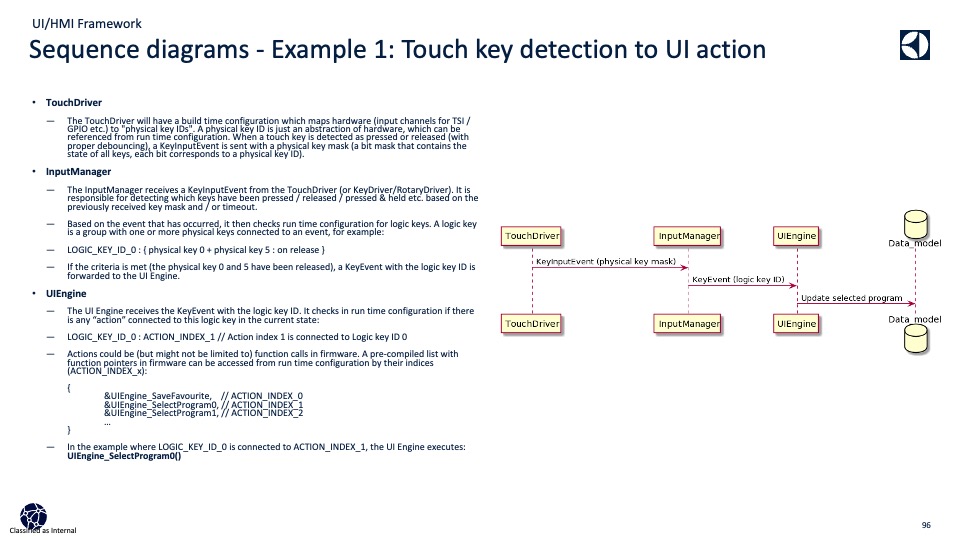 UI/HMI Framework
Sequence diagrams - Example 1: Touch key detection to UI action
• TouchDriver
— The TouchDriver will have a build time configuration which maps hardware (input channels for TSI /
GPIO etc.) to "physical key IDs". A physical key ID is just an abstraction of hardware, which can be
referenced from run time configuration. When a touch key is detected as pressed or released (with
proper debouncing), a KeyInputEvent is sent with a physical key mask (a bit mask that contains the
state of all keys, each bit corresponds to a physical key ID).
• InputManager
— The InputManager receives a KeyInputEvent from the TouchDriver (or KeyDriver/RotaryDriver). It is
responsible for detecting which keys have been pressed / released / pressed & held etc. based on the
previously received key mask and / or timeout.
— Based on the event that has occurred, it then checks run time configuration for logic keys. A logic key
is a group with one or more physical keys connected to an event, for example:
— LOGIC_KEY_ID_0 : { physical key 0 + physical key 5 : on release }
— If the criteria is met (the physical key 0 and 5 have been released), a KeyEvent with the logic key ID is
forwarded to the UI Engine.
• UIEngine
— The UI Engine receives the KeyEvent with the logic key ID. It checks in run time configuration if there
is any “action” connected to this logic key in the current state:
— LOGIC_KEY_ID_0 : ACTION_INDEX_1 // Action index 1 is connected to Logic key ID 0
— Actions could be (but might not be limited to) function calls in firmware. A pre-compiled list with
function pointers in firmware can be accessed from run time configuration by their indices
(ACTION_INDEX_x):
{
&UIEngine_SaveFavourite, // ACTION_INDEX_0
&UIEngine_SelectProgram0, // ACTION_INDEX_1
&UIEngine_SelectProgram1, // ACTION_INDEX_2
...
}
— In the example where LOGIC_KEY_ID_0 is connected to ACTION_INDEX_1, the UI Engine executes:
UIEngine_SelectProgram0()
TouchDriver InputManager UIEngine Data_model
KeyInputEvent (physical key mask)
KeyEvent (logic key ID)
Update selected program
TouchDriver InputManager UIEngine Data_model
Classified as Internal
96